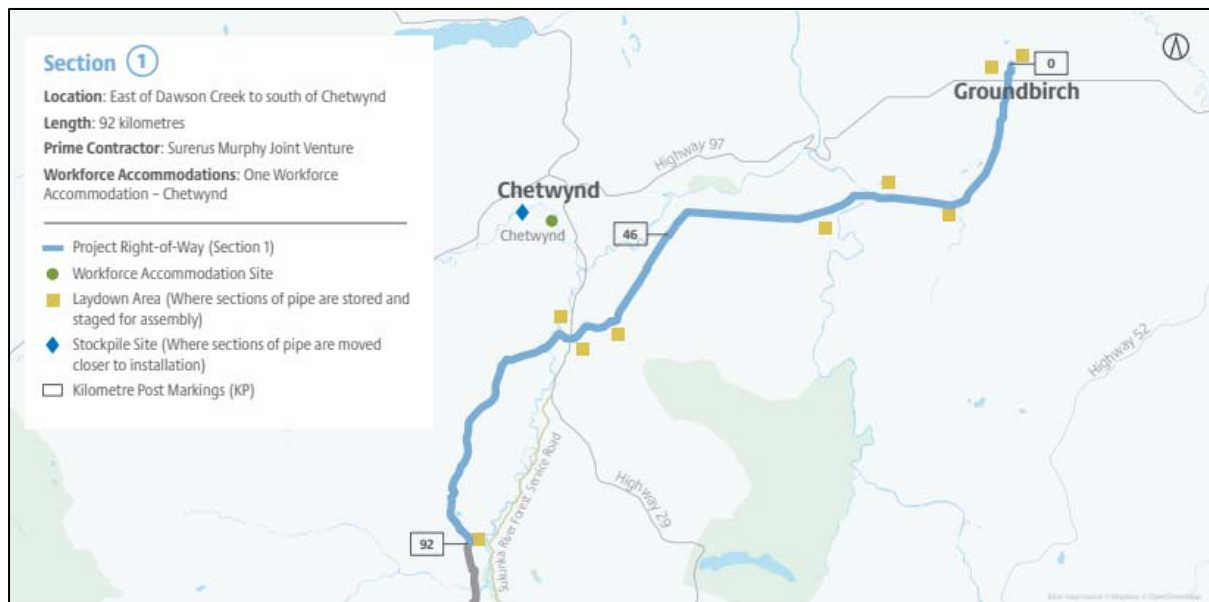 Section 1
Location: East of Dawson Creek to south of Chetwynd
Length: 92 kilometres
Prime Contractor: Surerus Murphy Joint Venture
Workforce Accommodations: One Workforce
Accommodation – Chetwynd
Project Right-of-Way (Section 1)
Workforce Accommodation Site
Laydown Area (Where sections of pipe are stored and
staged for assembly)
Stockpile Site (Where sections of pipe are moved
closer to installation)
Kilometre Post Markings (KP)
0
Groundbirch
Highway 97
Chetwynd
Chetwynd
46
Highway 52
Highway 29
Sukunka River Forest Service Road
92